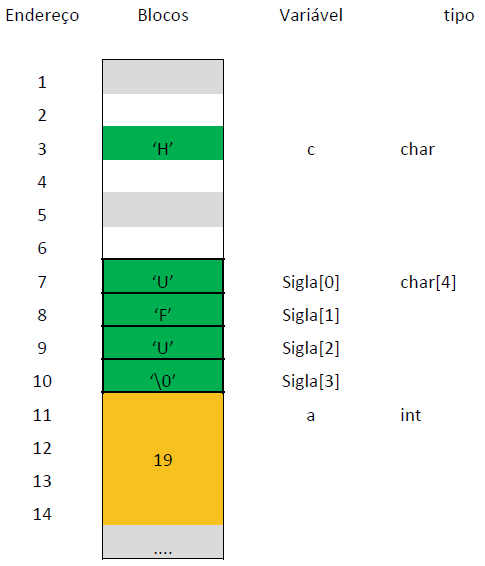 Endereço Blocos Variável tipo
1
2
3 ‘H’ c char
4
5
6
7 ‘U’ Sigla[0] char[4]
8 ‘F’ Sigla[1]
9 ‘U’ Sigla[2]
10 ‘\0’ Sigla[3]
11 a int
12
19
13
14
....